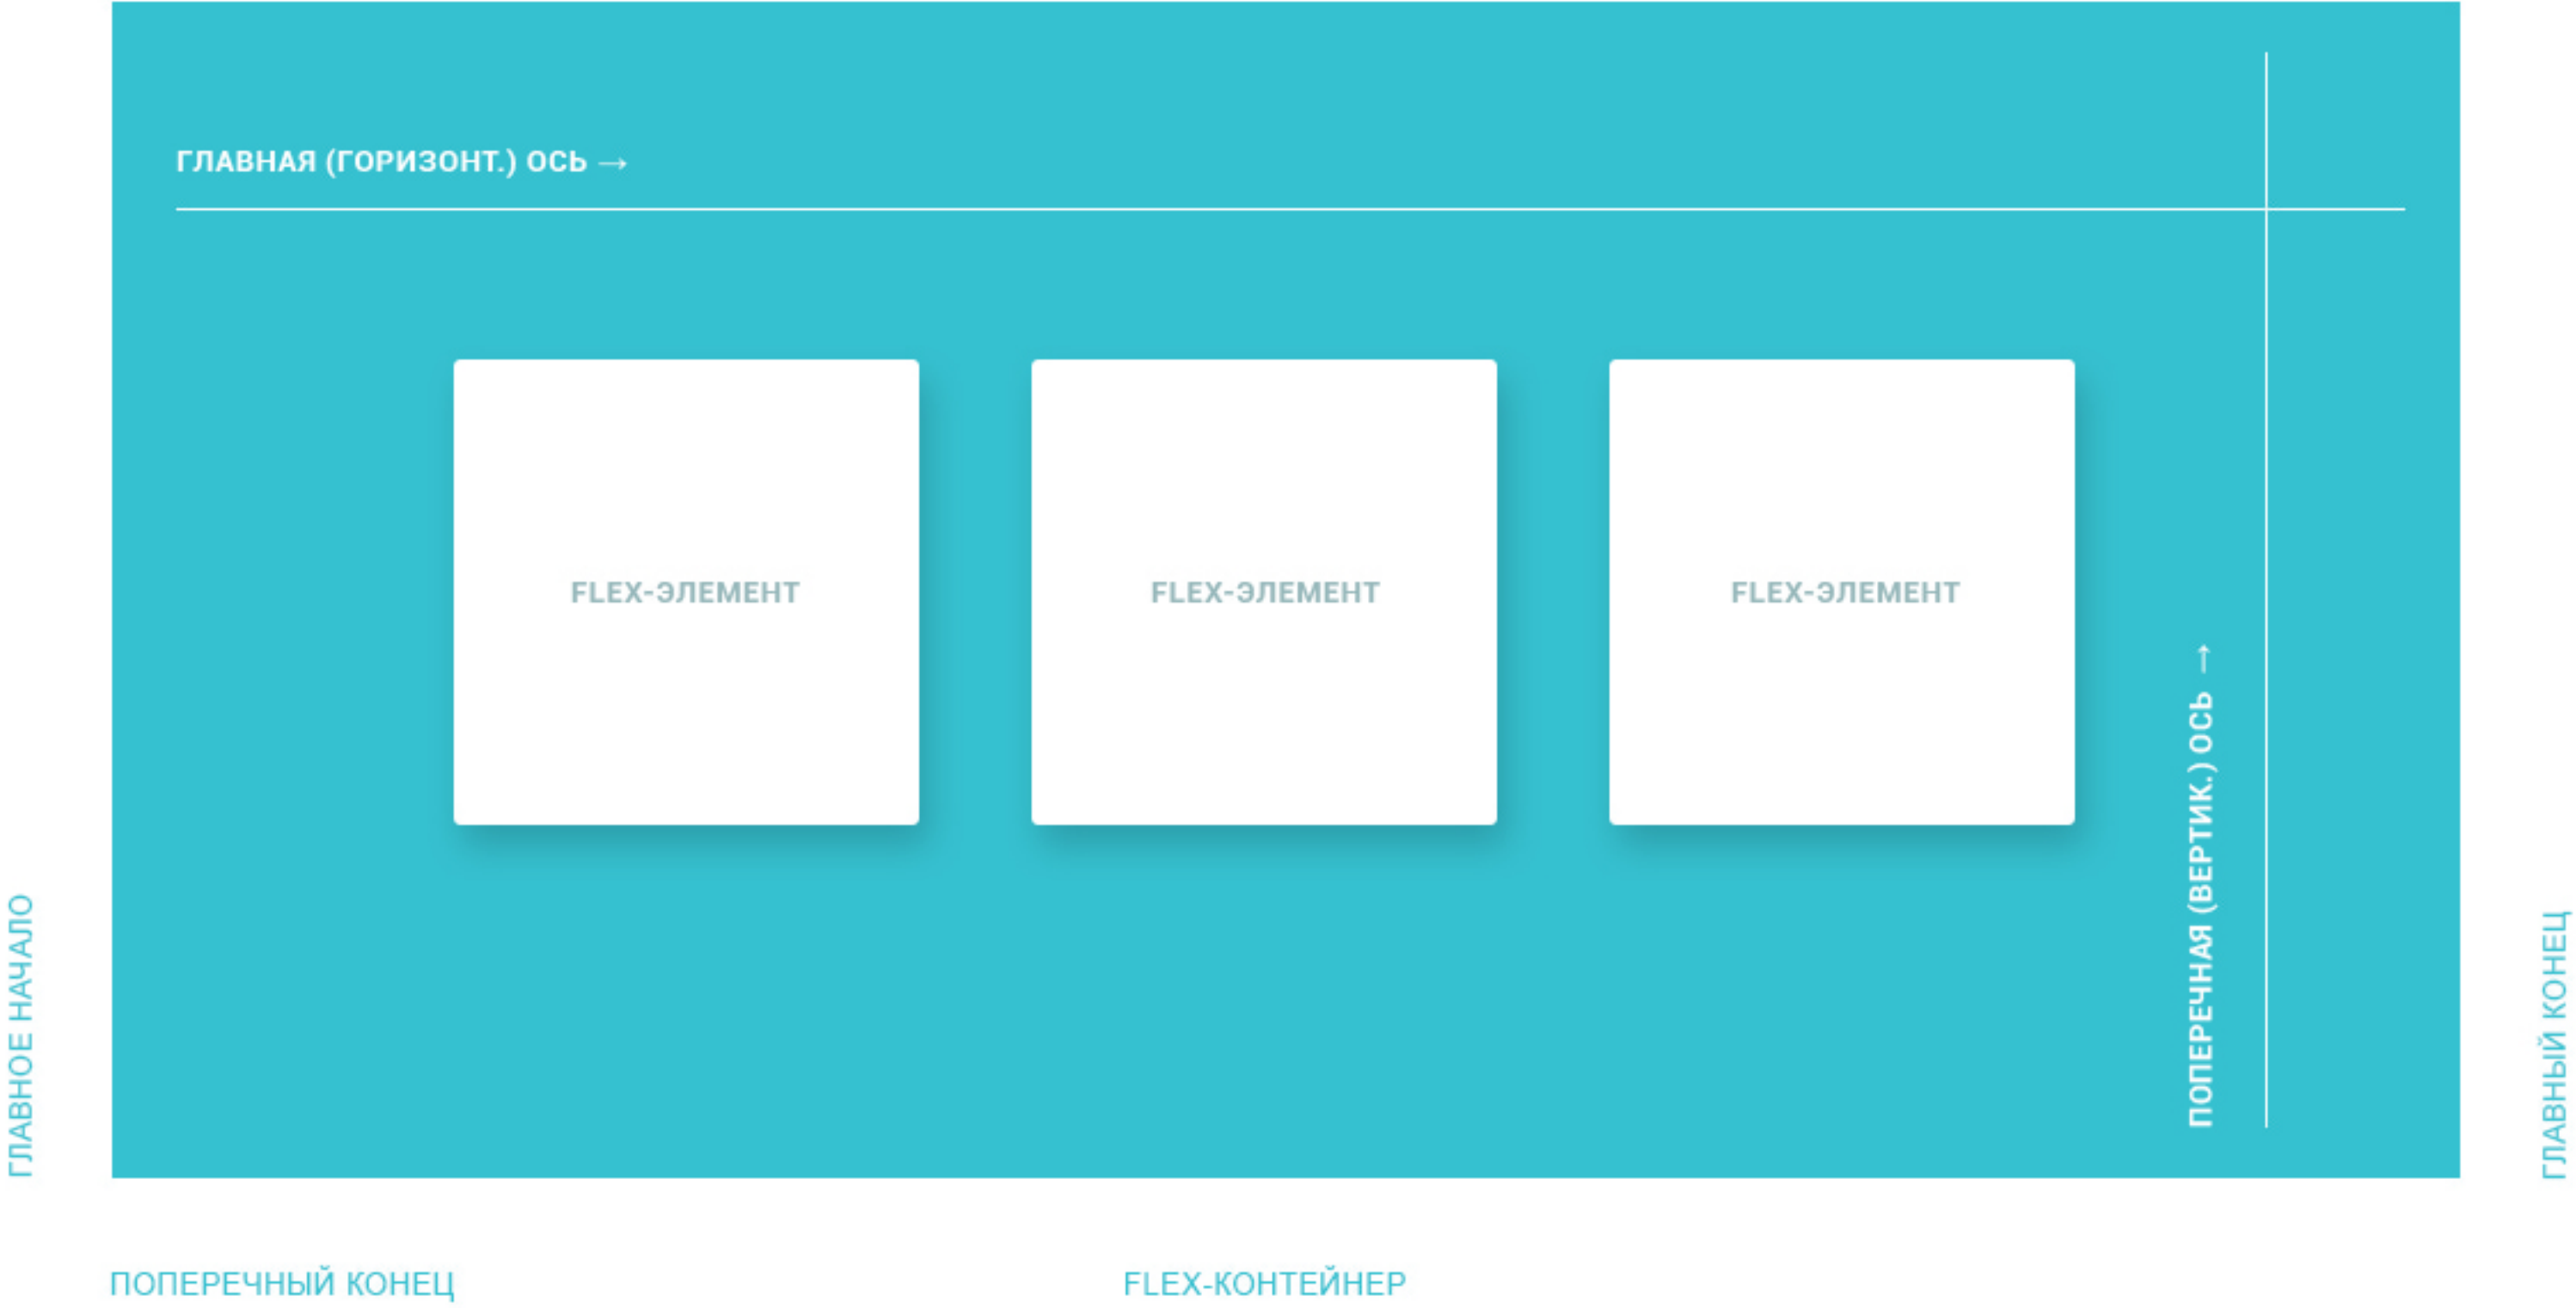 ГЛАВНАЯ (ГОРИЗОНТ.) ОСЬ →
FLEX-ЭЛЕМЕНТ
FLEX-ЭЛЕМЕНТ
FLEX-ЭЛЕМЕНТ
ПОПЕРЕЧНАЯ (ВЕРТИК.) ОСЬ →
ГЛАВНОЕ НАЧАЛО
ГЛАВНЫЙ КОНЕЦ
ПОПЕРЕЧНЫЙ КОНЕЦ
FLEX-КОНТЕЙНЕР